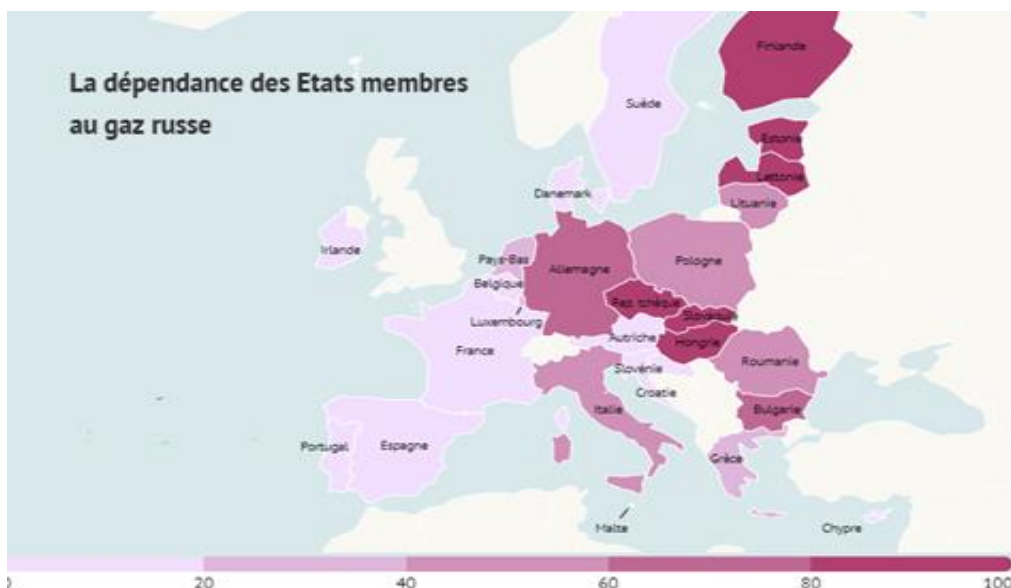 La dépendance des Etats membres
au gaz russe
Finlande
Suède
Estonie
Lettonie
Danemark
Lituanie
Irlande
Pays-Bas
Allemagne
Pologne
Belgique
Rép. tchèque
Slovaquie
Luxembourg
Autriche
Hongrie
France
Slovénie
Roumanie
Croatie
Italie
Bulgarie
Portugal
Espagne
Grèce
Malte
Chypre
0 20 40 60 80 100